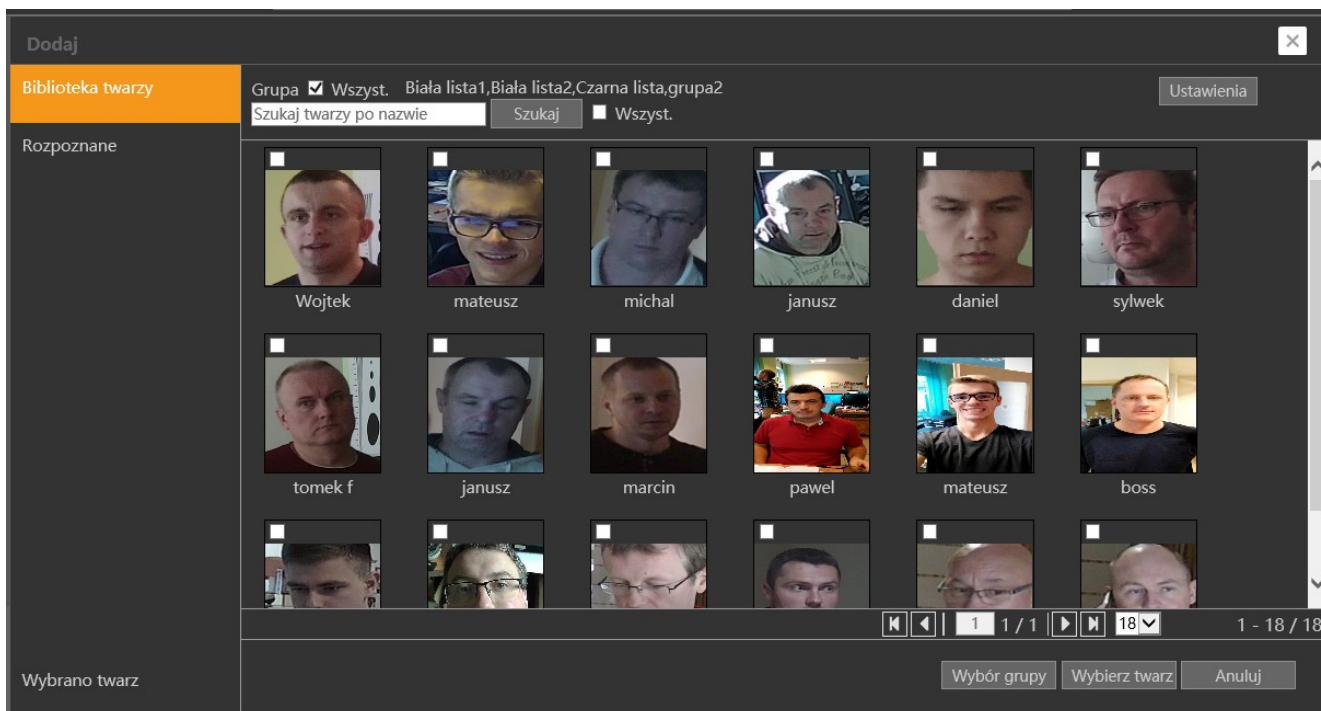 Dodaj
Biblioteka twarzy
Grupa Wszyst. Biała lista1,Biała lista2,Czarna lista,grupa2
Ustawienia
Szukaj twarzy po nazwie Szukaj Wszyst.
Rozpoznane
Wojtek mateusz michal janusz daniel sylwek
tomek f janusz marcin pawel mateusz boss
1 1 / 1 18 1 - 18 / 18
Wybrano twarz
Wybór grupy Wybierz twarz Anuluj